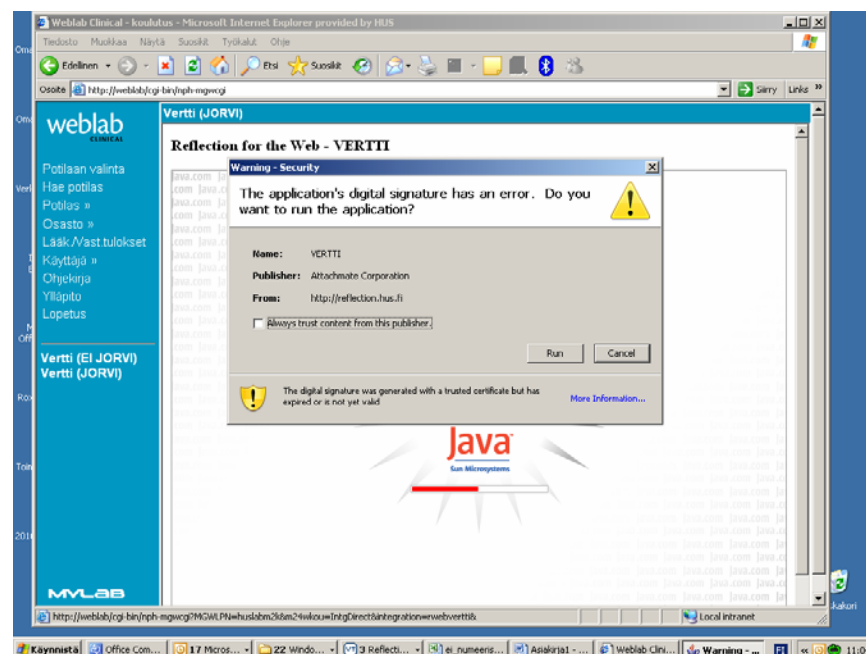 Weblab Clinical - koulutus - Microsoft Internet Explorer provided by HUS
Tiedosto Muokkaa Näytä Suosikit Työkalut Ohje
Edellinen Etsi Suosikit
Osoite http://weblab/cgi-bin/nph-mgwcgi Siirry Links »
weblab
CLINICAL
Potilaan valinta
Hae potilas
Potilas »
Osasto »
Lääk./Vast.tulokset
Käyttäjä »
Ohjekirja
Ylläpito
Lopetus
Vertti (EI JORVI)
Vertti (JORVI)
MYLAB
Vertti (JORVI)
Reflection for the Web - VERTTI
Warning - Security
The application's digital signature has an error. Do you
want to run the application?
Name: VERTTI
Publisher: Attachmate Corporation
From: http://reflection.hus.fi
Always trust content from this publisher.
Run Cancel
The digital signature was generated with a trusted certificate but has
expired or is not yet valid
More Information...
Java
Sun Microsystems
http://weblab/cgi-bin/nph-mgwcgi?MGWLPN=huslabm2k&m24wkou=IntgDirect&integration=erwebvertti&
Local intranet
Käynnistä Office Com... 17 Micros... 22 Windo... 3 Reflecti... ei numeeris... Asiakirja1 - ... Weblab Clini... Warning - ... FI «